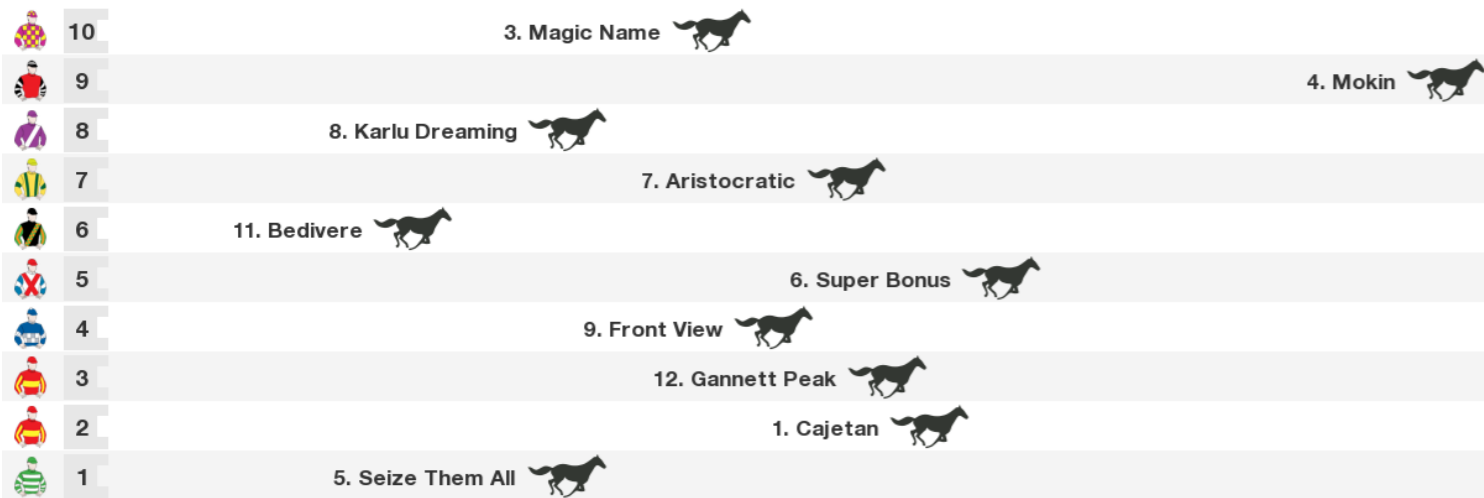 10 3. Magic Name
9 4. Mokin
8 8. Karlu Dreaming
7 7. Aristocratic
6 11. Bedivere
5 6. Super Bonus
4 9. Front View
3 12. Gannett Peak
2 1. Cajetan
1 5. Seize Them All